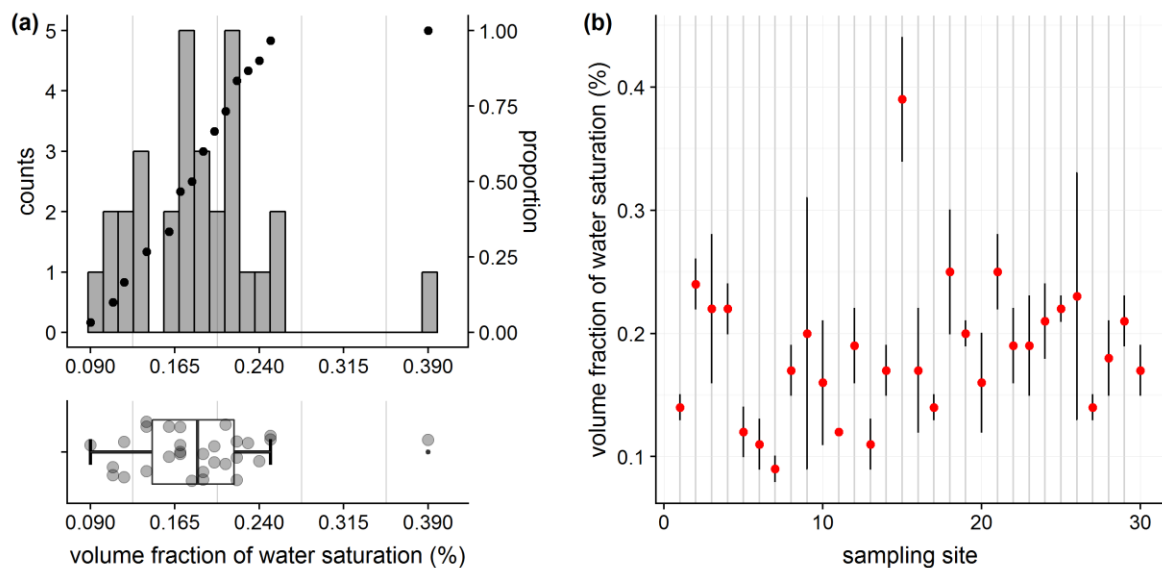 (a)
5
4
3
2
1
0
counts
1.00
0.75
0.50
0.25
0.00
proportion
0.090 0.165 0.240 0.315 0.390
0.090 0.165 0.240 0.315 0.390
volume fraction of water saturation (%)
(b)
volume fraction of water saturation (%)
0.4
0.3
0.2
0.1
0 10 20 30
sampling site